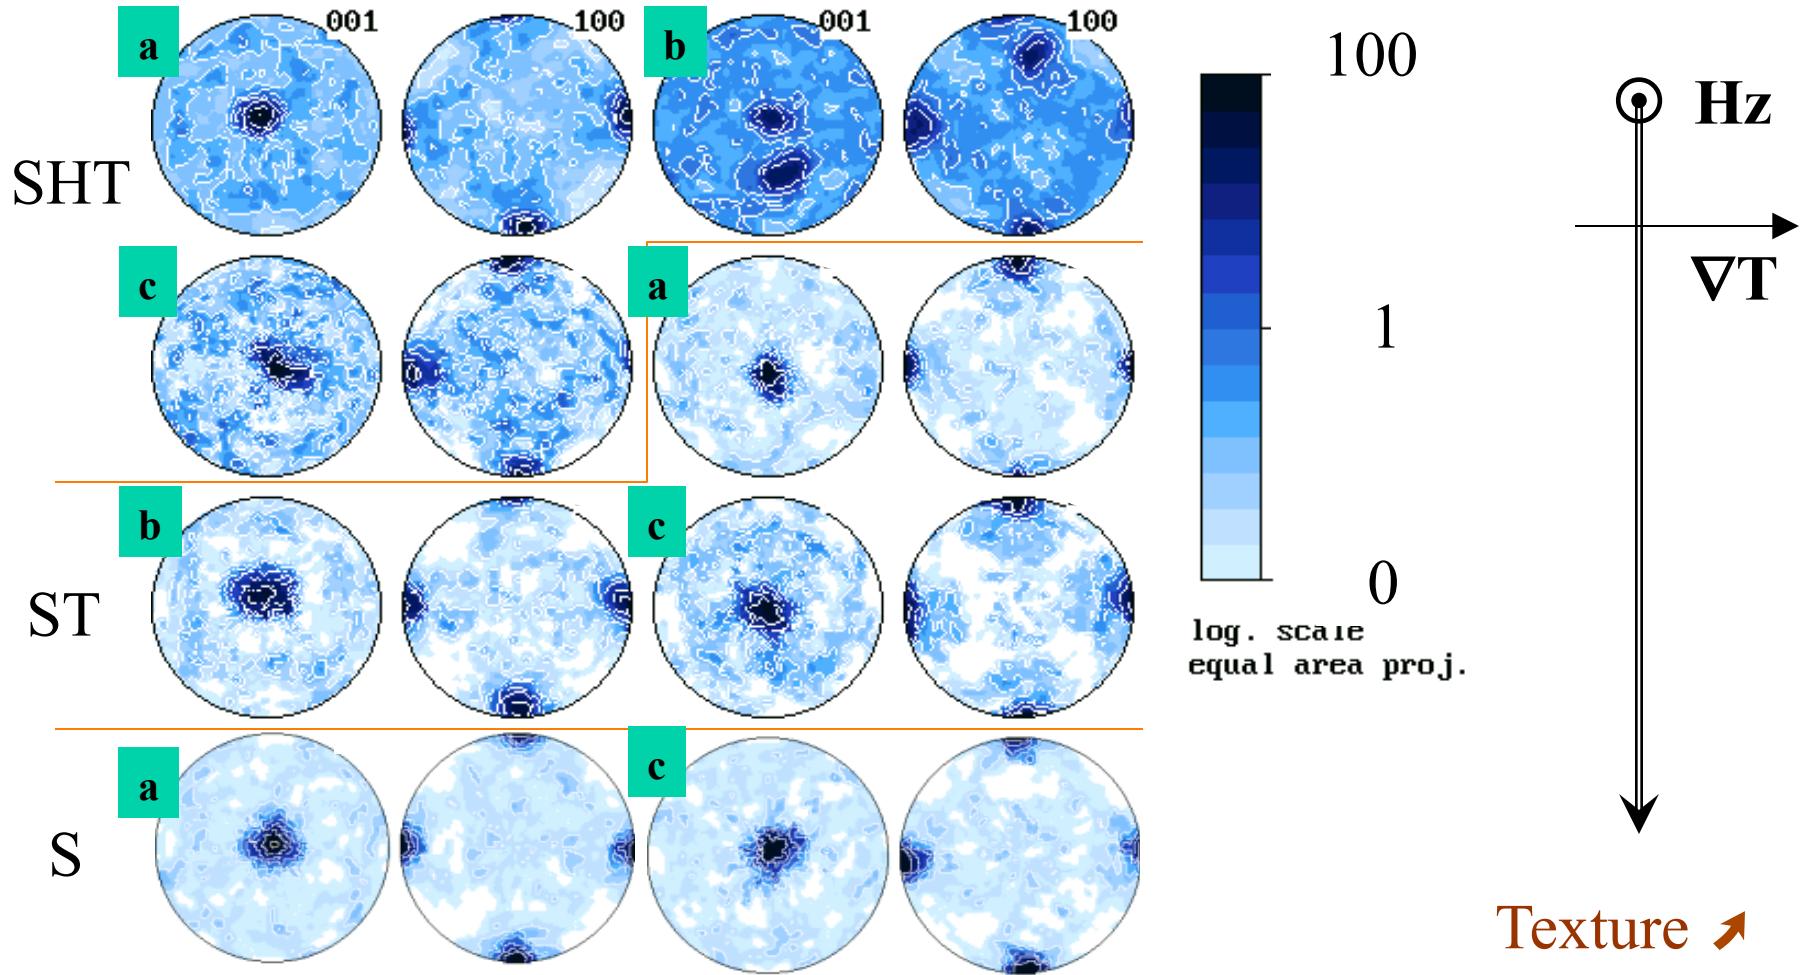 a 001 100 b 001 100
SHT
c a
b c
ST
a c
S
100
1
0
log. scale
equal area proj.
Hz
∇T
Texture